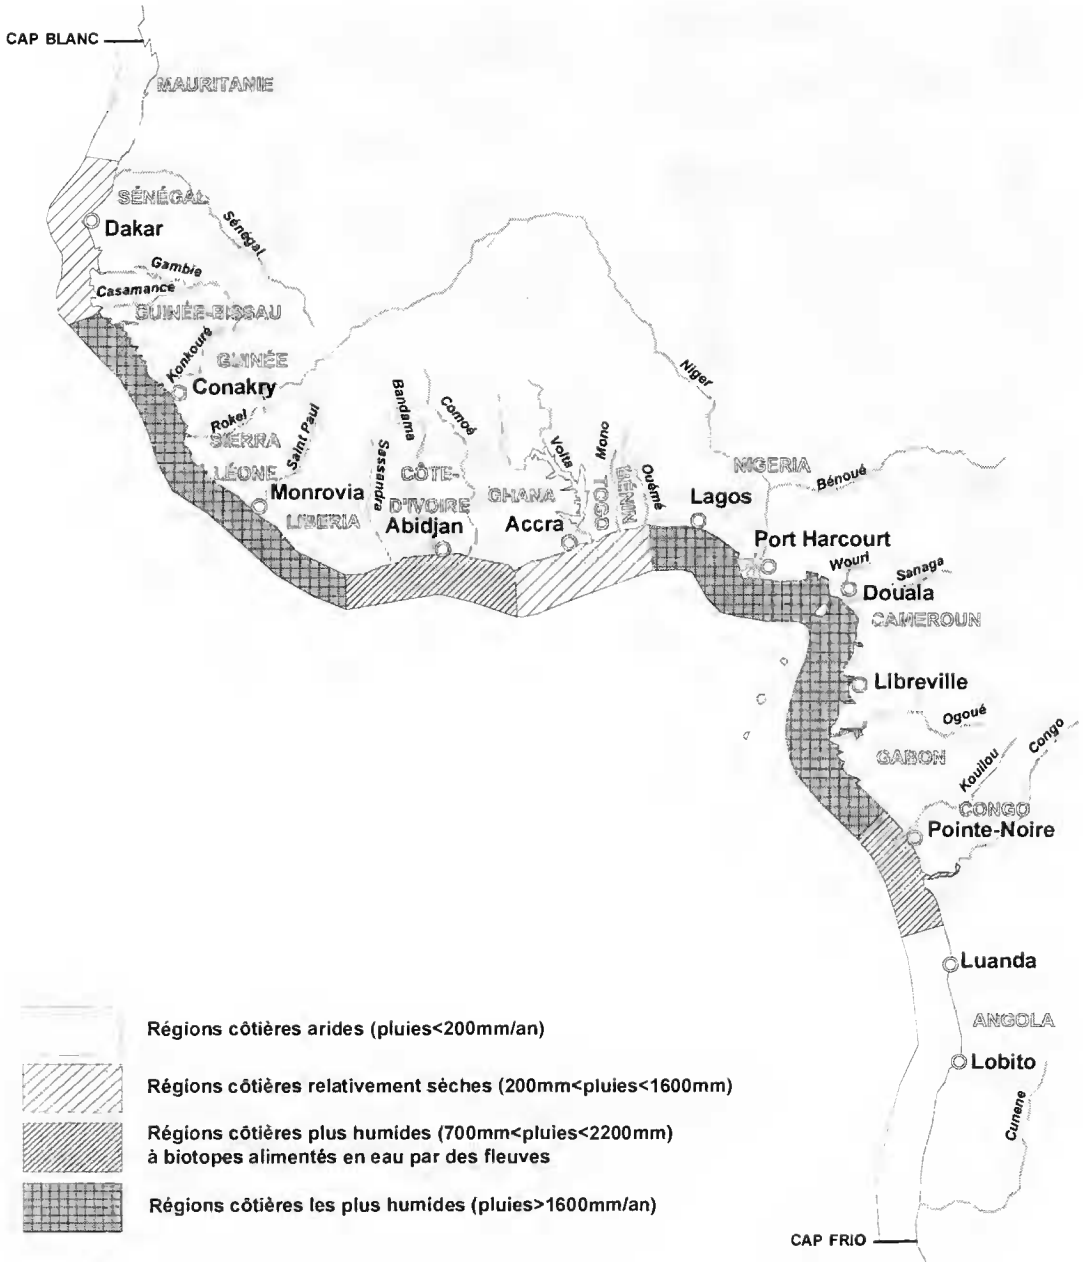 CAP BLANC
MAURITANIE
SÉNÉGAL
Sénégal
Dakar
Gambie
Casamance
GUINÉE-BISSAU
Konkouré
GUINÉE
Conakry
Rokel
SIERRA
LÉONE
Saint Paul
Monrovia
LIBERIA
Sassandra
Bandama
Comoé
CÔTE-
D'IVOIRE
Abidjan
GHANA
Accra
Volta
Mono
TOGO
BÉNIN
Ouémé
Niger
NIGERIA
Bénoué
Lagos
Port Harcourt
Wouri
Sanaga
Douala
CAMEROUN
Libreville
Ogoué
GABON
Kouilou
Congo
CONGO
Pointe-Noire
Luanda
ANGOLA
Lobito
Cunene
CAP FRIO
Régions côtières arides (pluies<200mm/an)
Régions côtières relativement sèches (200mm<pluies<1600mm)
Régions côtières plus humides (700mm<pluies<2200mm)
à biotopes alimentés en eau par des fleuves
Régions côtières les plus humides (pluies>1600mm/an)